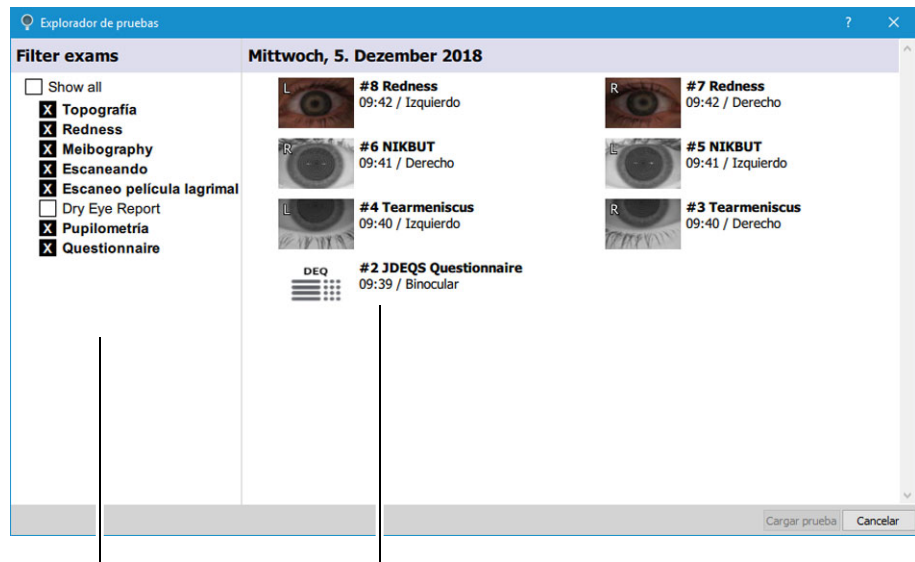 Explorador de pruebas
Filter exams
Show all
Topografía
Redness
Meibography
Escaneando
Escaneo película lagrimal
Dry Eye Report
Pupilometria
Questionnaire
Mittwoch, 5. Dezember 2018
L
#8 Redness
09:42 / Izquierdo
R
#7 Redness
09:42 / Derecho
R
#6 NIKBUT
09:41 / Derecho
L
#5 NIKBUT
09:41 / Izquierdo
L
#4 Tearmeniscus
09:40 / Izquierdo
R
#3 Tearmeniscus
09:40 / Derecho
DEQ
#2 JDEQS Questionnaire
09:39 / Binocular
Cargar prueba
Cancelar